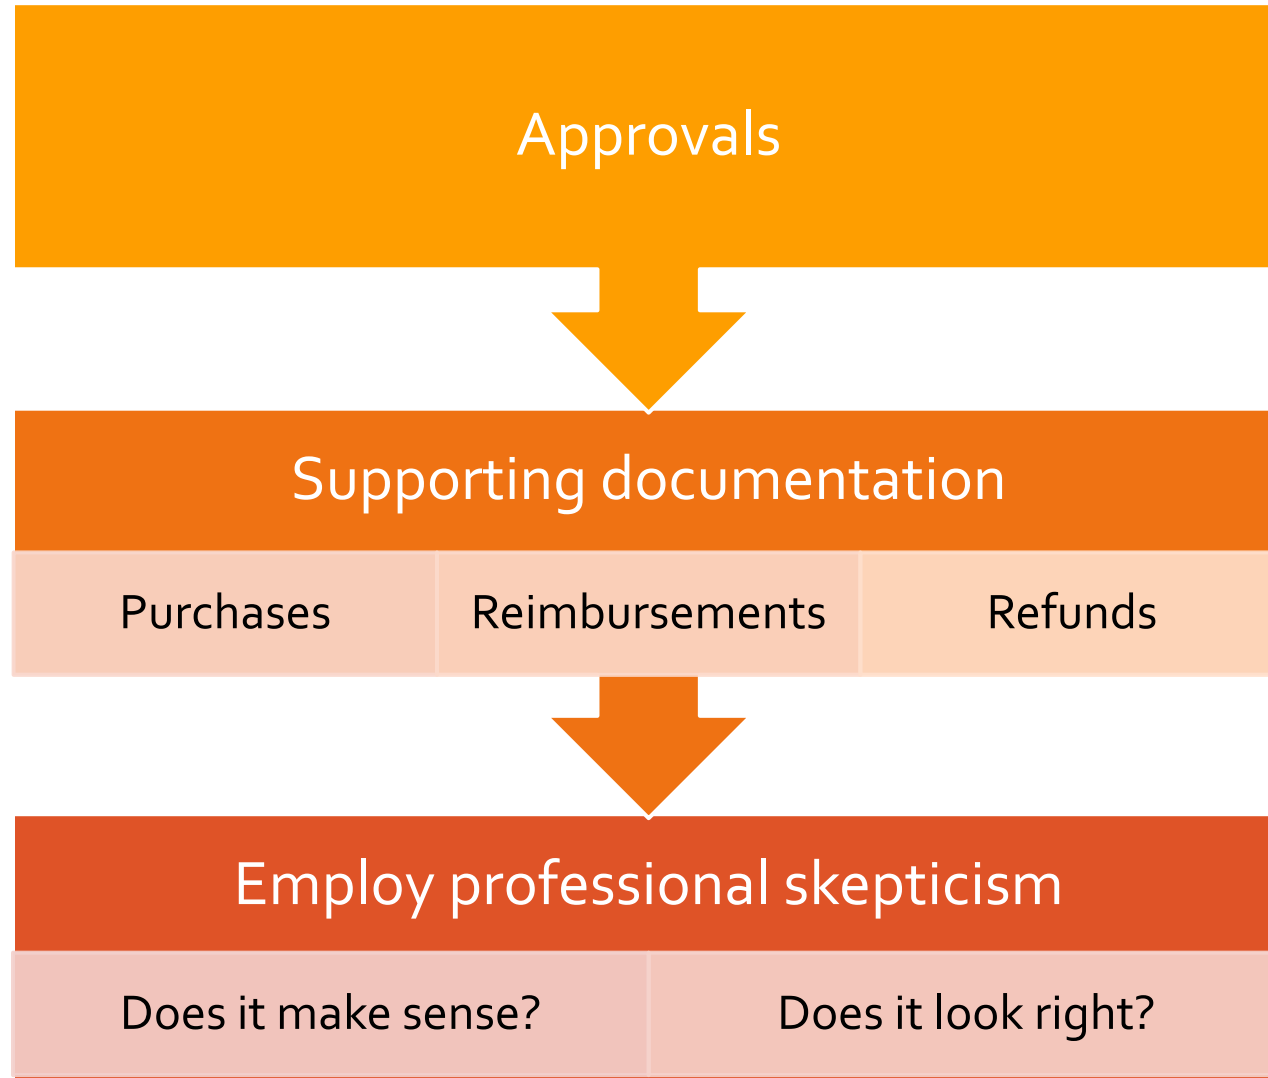 Approvals
Supporting documentation
Purchases
Reimbursements
Refunds
Employ professional skepticism
Does it make sense?
Does it look right?